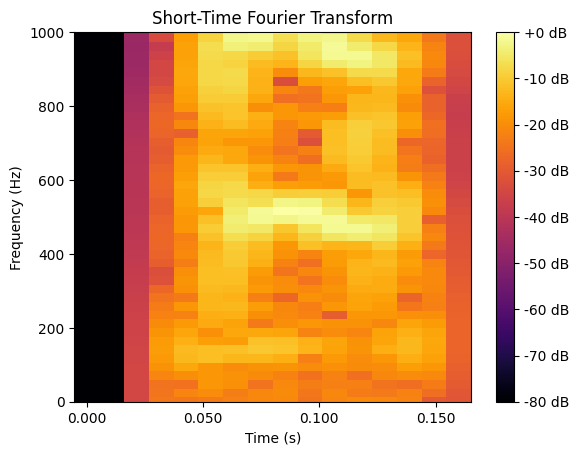 Short-Time Fourier Transform
1000
800
600
400
200
0
Frequency (Hz)
0.000
0.050
0.100
0.150
Time (s)
+0 dB
-10 dB
-20 dB
-30 dB
-40 dB
-50 dB
-60 dB
-70 dB
-80 dB